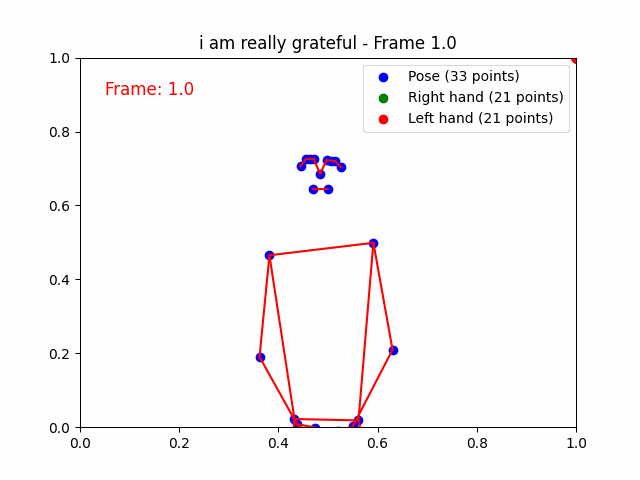 i am really grateful - Frame 1.0
Frame: 1.0
Pose (33 points)
Right hand (21 points)
Left hand (21 points)
1.0
0.8
0.6
0.4
0.2
0.0
0.0 0.2 0.4 0.6 0.8 1.0